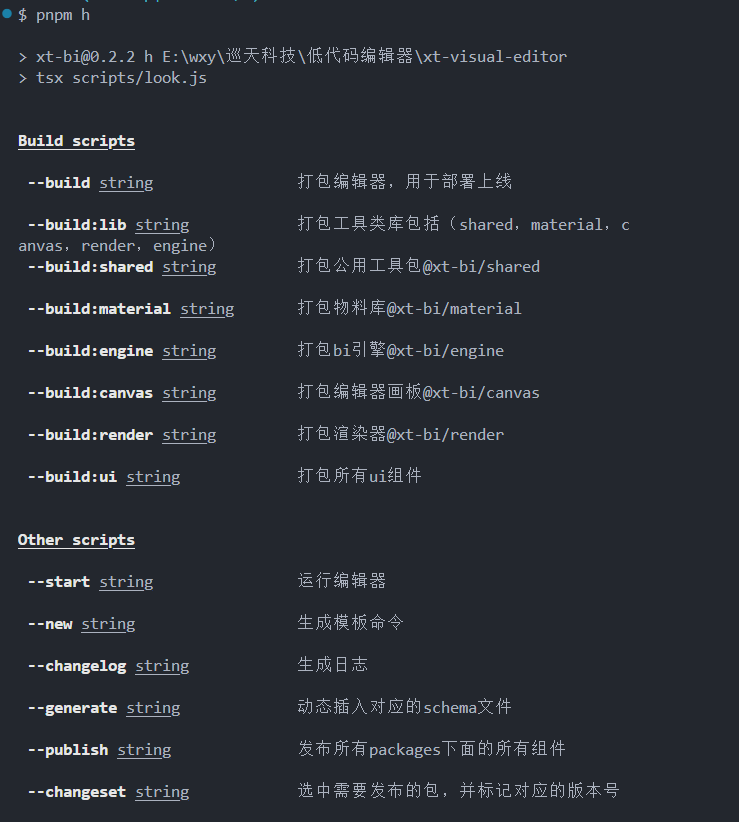 $ pnpm h
> xt-bi@0.2.2 h E:\wxy\巡天科技\低代码编辑器\xt-visual-editor
> tsx scripts/look.js
Build scripts
--build string 打包编辑器，用于部署上线
--build:lib string 打包工具类库包括（shared，material，c
anvas，render，engine）
--build:shared string 打包公用工具包@xt-bi/shared
--build:material string 打包物料库@xt-bi/material
--build:engine string 打包bi引擎@xt-bi/engine
--build:canvas string 打包编辑器画板@xt-bi/canvas
--build:render string 打包渲染器@xt-bi/render
--build:ui string 打包所有ui组件
Other scripts
--start string 运行编辑器
--new string 生成模板命令
--changelog string 生成日志
--generate string 动态插入对应的schema文件
--publish string 发布所有packages下面的所有组件
--changeset string 选中需要发布的包，并标记对应的版本号